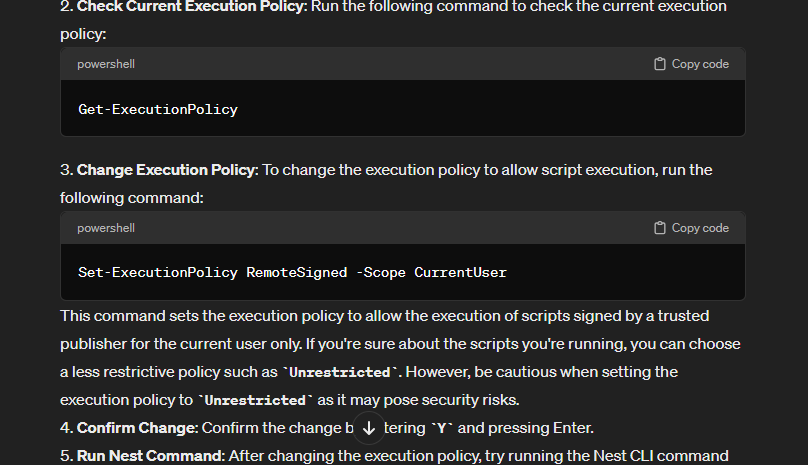 2. Check Current Execution Policy: Run the following command to check the current execution
policy:
powershell
Copy code
Get-ExecutionPolicy
3. Change Execution Policy: To change the execution policy to allow script execution, run the
following command:
powershell
Copy code
Set-ExecutionPolicy RemoteSigned -Scope CurrentUser
This command sets the execution policy to allow the execution of scripts signed by a trusted
publisher for the current user only. If you're sure about the scripts you're running, you can choose
a less restrictive policy such as `Unrestricted`. However, be cautious when setting the
execution policy to `Unrestricted` as it may pose security risks.
4. Confirm Change: Confirm the change b tering `Y` and pressing Enter.
5. Run Nest Command: After changing the execution policy, try running the Nest CLI command